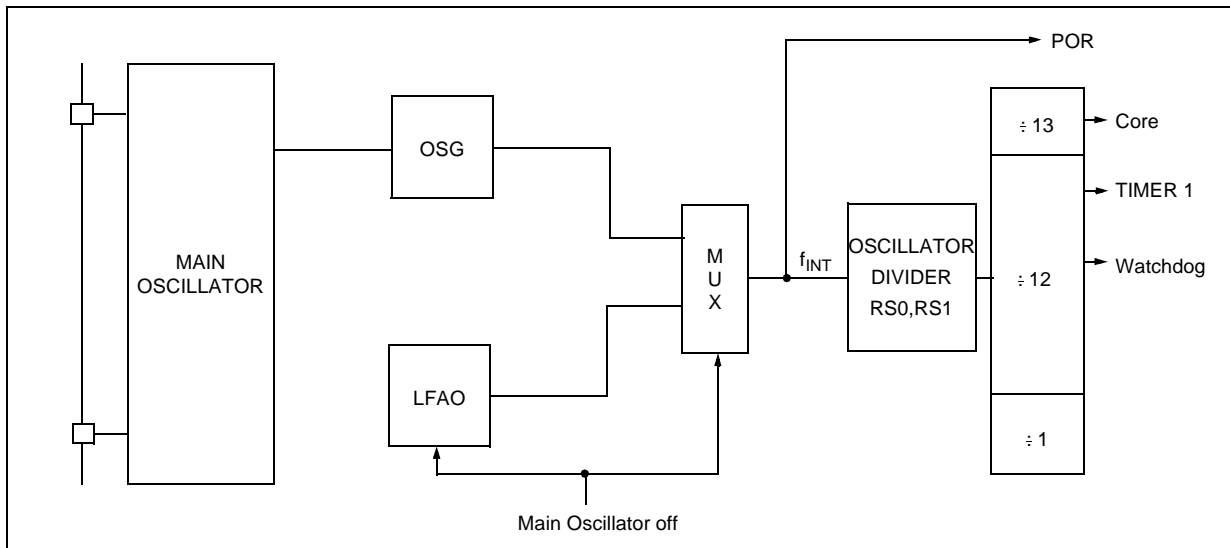 POR
÷ 13
Core
OSG
TIMER 1
MAIN
OSCILLATOR
M
U
X
fINT
OSCILLATOR
DIVIDER
RS0,RS1
÷ 12
Watchdog
LFAO
÷ 1
Main Oscillator off